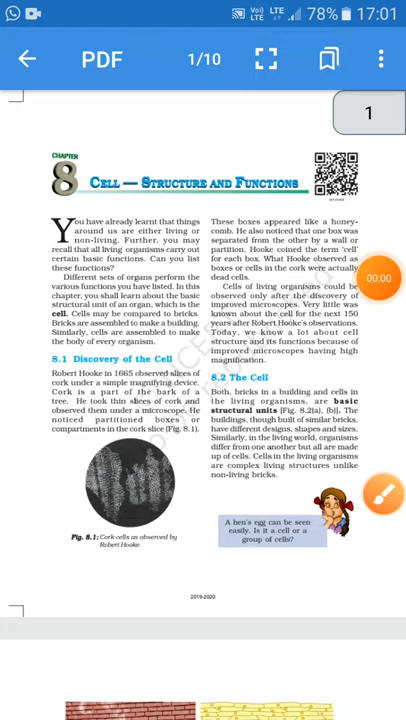 Voi) LTE LTE 78% 17:01
PDF 1/10
1
CHAPTER
8 CELL — STRUCTURE AND FUNCTIONS
You have already learnt that things
around us are either living or
non-living. Further, you may
recall that all living organisms carry out
certain basic functions. Can you list
these functions?
Different sets of organs perform the
various functions you have listed. In this
chapter, you shall learn about the basic
structural unit of an organ, which is the
cell. Cells may be compared to bricks.
Bricks are assembled to make a building.
Similarly, cells are assembled to make
the body of every organism.
8.1 Discovery of the Cell
Robert Hooke in 1665 observed slices of
cork under a simple magnifying device.
Cork is a part of the bark of a
tree. He took thin slices of cork and
observed them under a microscope. He
noticed partitioned boxes or
compartments in the cork slice (Fig. 8.1).
Fig. 8.1: Cork cells as observed by
Robert Hooke
These boxes appeared like a honey-
comb. He also noticed that one box was
separated from the other by a wall or
partition. Hooke coined the term 'cell'
for each box. What Hooke observed as
boxes or cells in the cork were actually
dead cells.
Cells of living organisms could be
observed only after the discovery of
improved microscopes. Very little was
known about the cell for the next 150
years after Robert Hooke's observations.
Today, we know a lot about cell
structure and its functions because of
improved microscopes having high
magnification.
8.2 The Cell
Both, bricks in a building and cells in
the living organisms, are basic
structural units [Fig. 8.2(a), (b)]. The
buildings, though built of similar bricks,
have different designs, shapes and sizes.
Similarly, in the living world, organisms
differ from one another but all are made
up of cells. Cells in the living organisms
are complex living structures unlike
non-living bricks.
A hen's egg can be seen
easily. Is it a cell or a
group of cells?
2019-2020
00:00